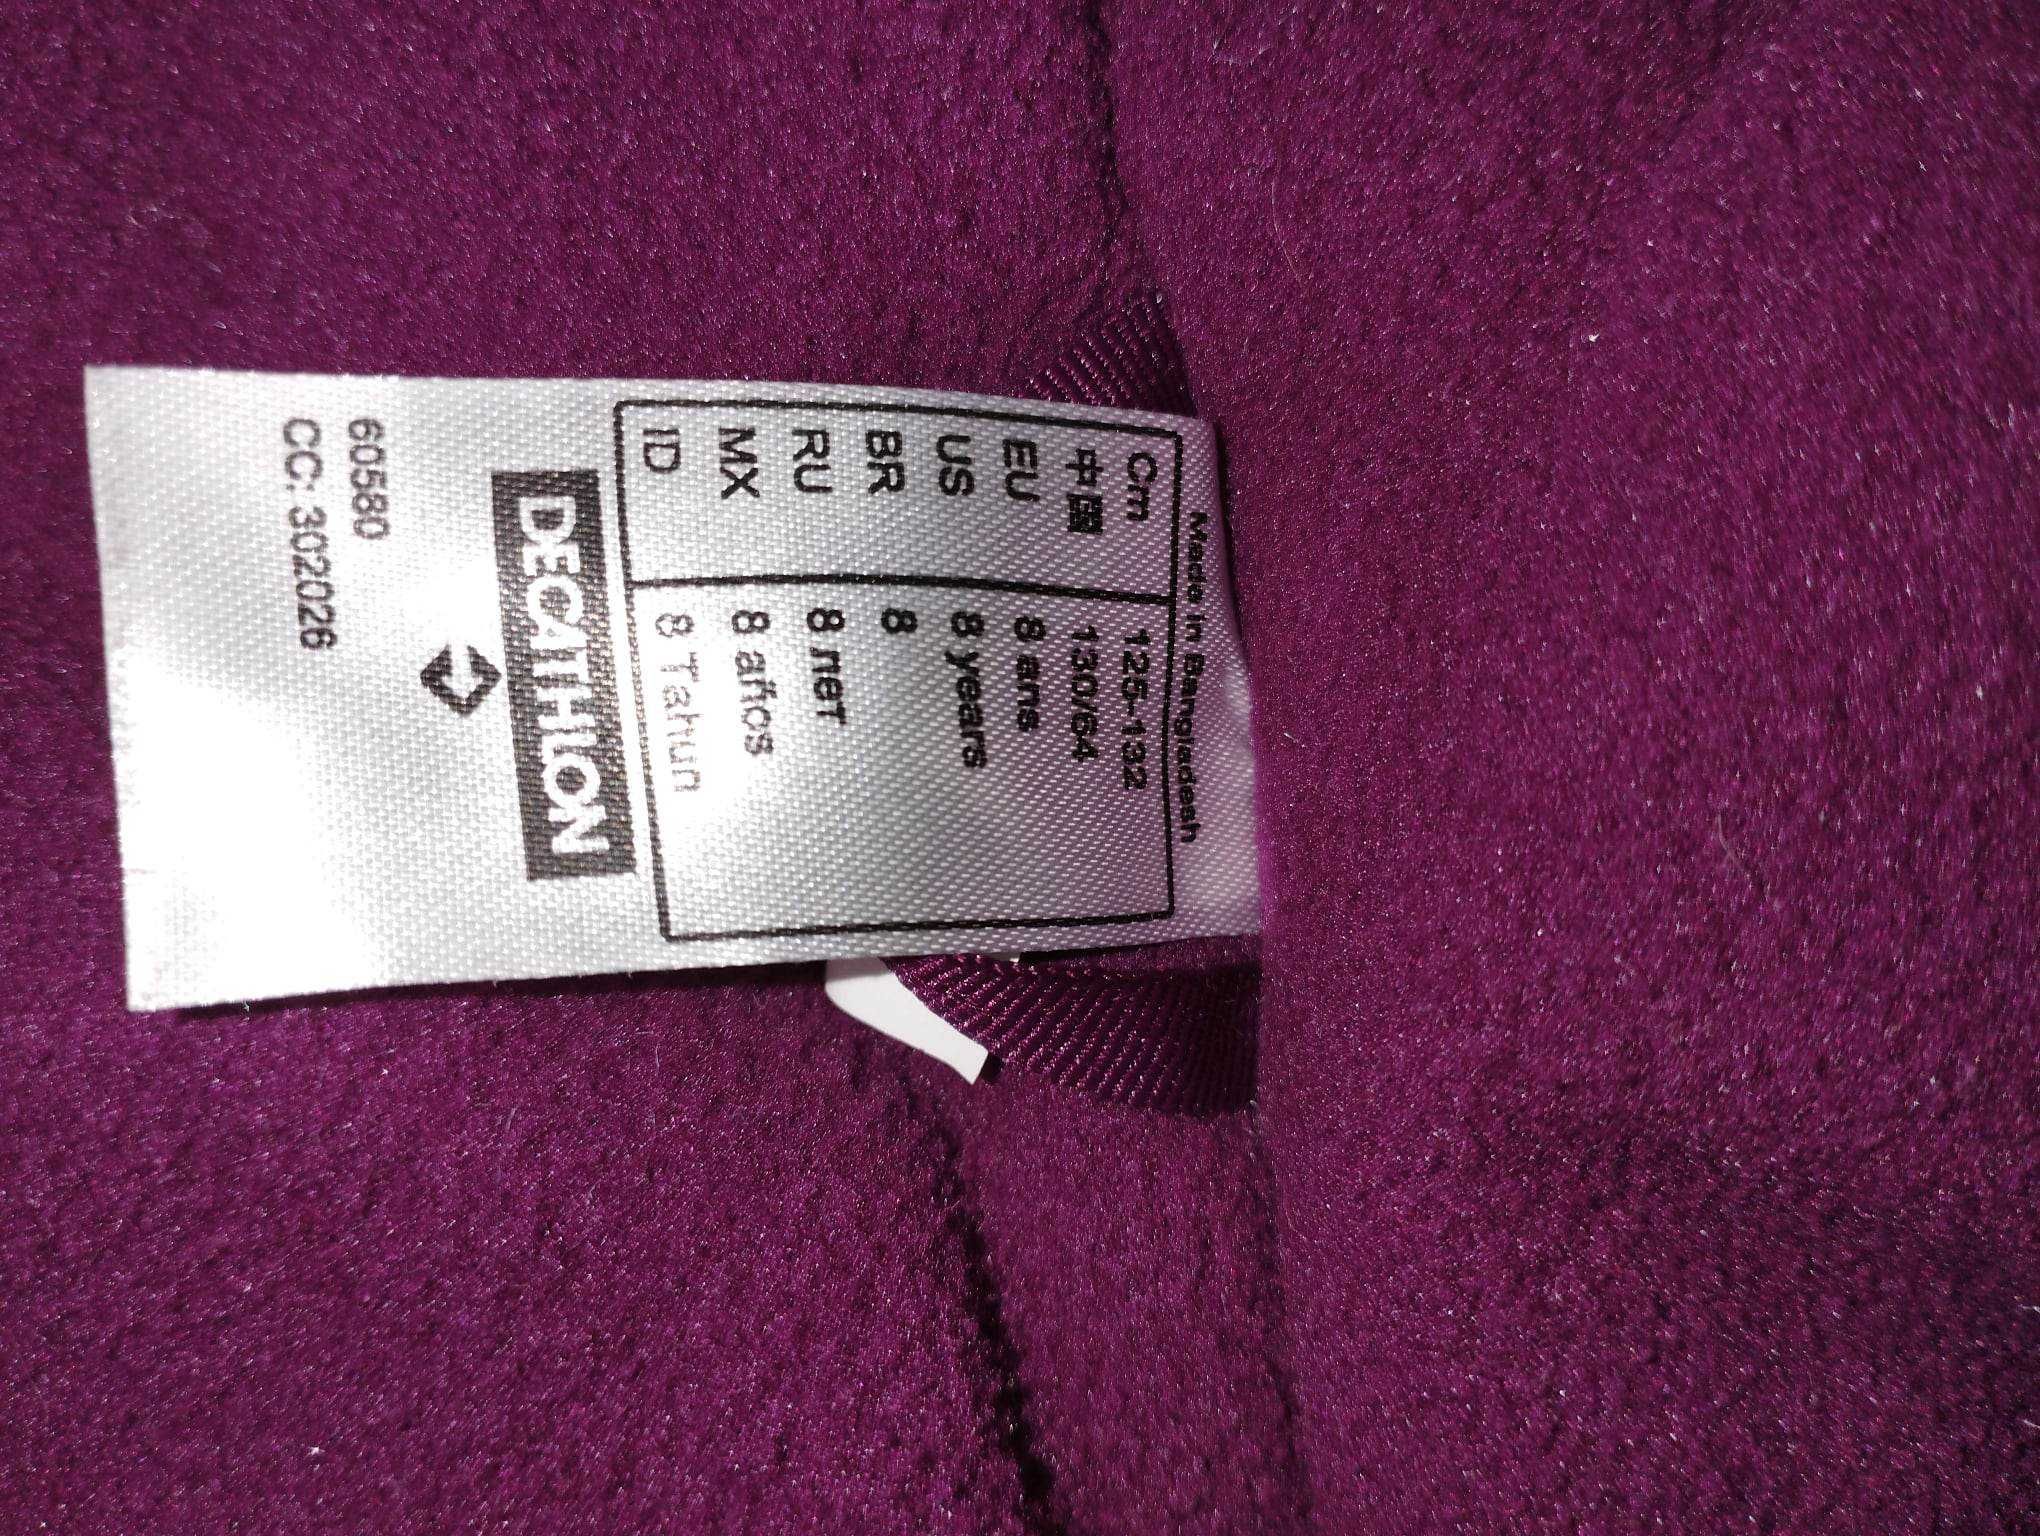 Made in Bangladesh
Cm 125-132
中国 130/64
EU 8 ans
US 8 years
BR 8
RU 8 лет
MX 8 años
ID 8 Tahun
DECATHLON
60580
CC: 302026